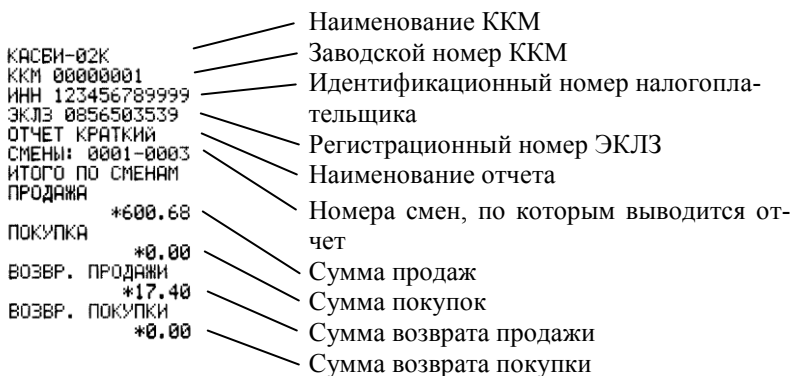 КАСБИ-02К
ККМ 00000001
ИНН 123456789999
ЭКЛЗ 0856503539
ОТЧЕТ КРАТКИЙ
СМЕНЫ: 0001-0003
ИТОГО ПО СМЕНАМ
ПРОДАЖА
*600.68
ПОКУПКА
*0.00
ВОЗВР. ПРОДАЖИ
*17.40
ВОЗВР. ПОКУПКИ
*0.00
Наименование ККМ
Заводской номер ККМ
Идентификационный номер налогопла-
тельщика
Регистрационный номер ЭКЛЗ
Наименование отчета
Номера смен, по которым выводится от-
чет
Сумма продаж
Сумма покупок
Сумма возврата продажи
Сумма возврата покупки